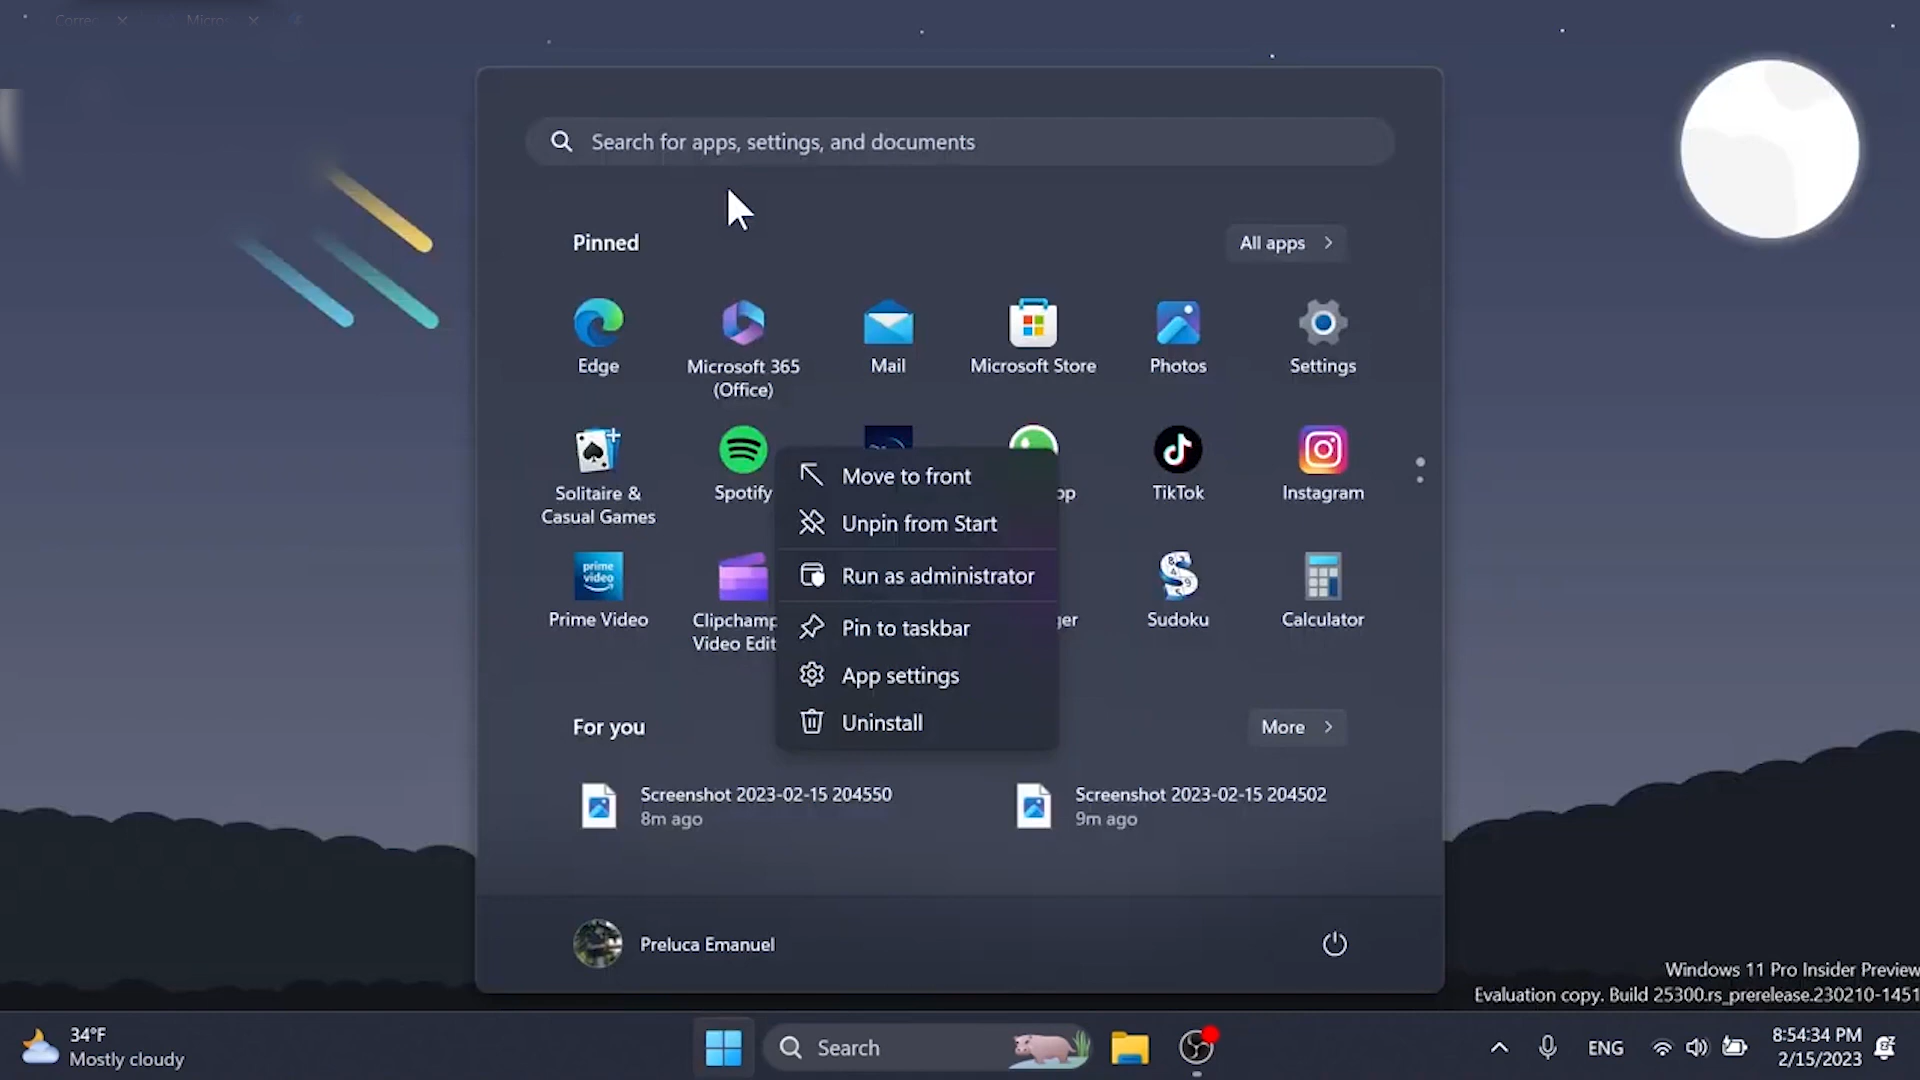 Search for apps, settings, and documents
Pinned
All apps
Edge
Microsoft 365
(Office)
Mail
Microsoft Store
Photos
Settings
Solitaire &
Casual Games
Spotify
TikTok
Instagram
prime
video
Prime Video
Clipchamp
Video Edit
Sudoku
Calculator
Move to front
Unpin from Start
Run as administrator
Pin to taskbar
App settings
Uninstall
For you
More
Screenshot 2023-02-15 204550
8m ago
Screenshot 2023-02-15 204502
9m ago
Preluca Emanuel
Windows 11 Pro Insider Preview
Evaluation copy. Build 25300.rs_prerelease.230210-1451
34°F
Mostly cloudy
Search
ENG
8:54:34 PM
2/15/2023